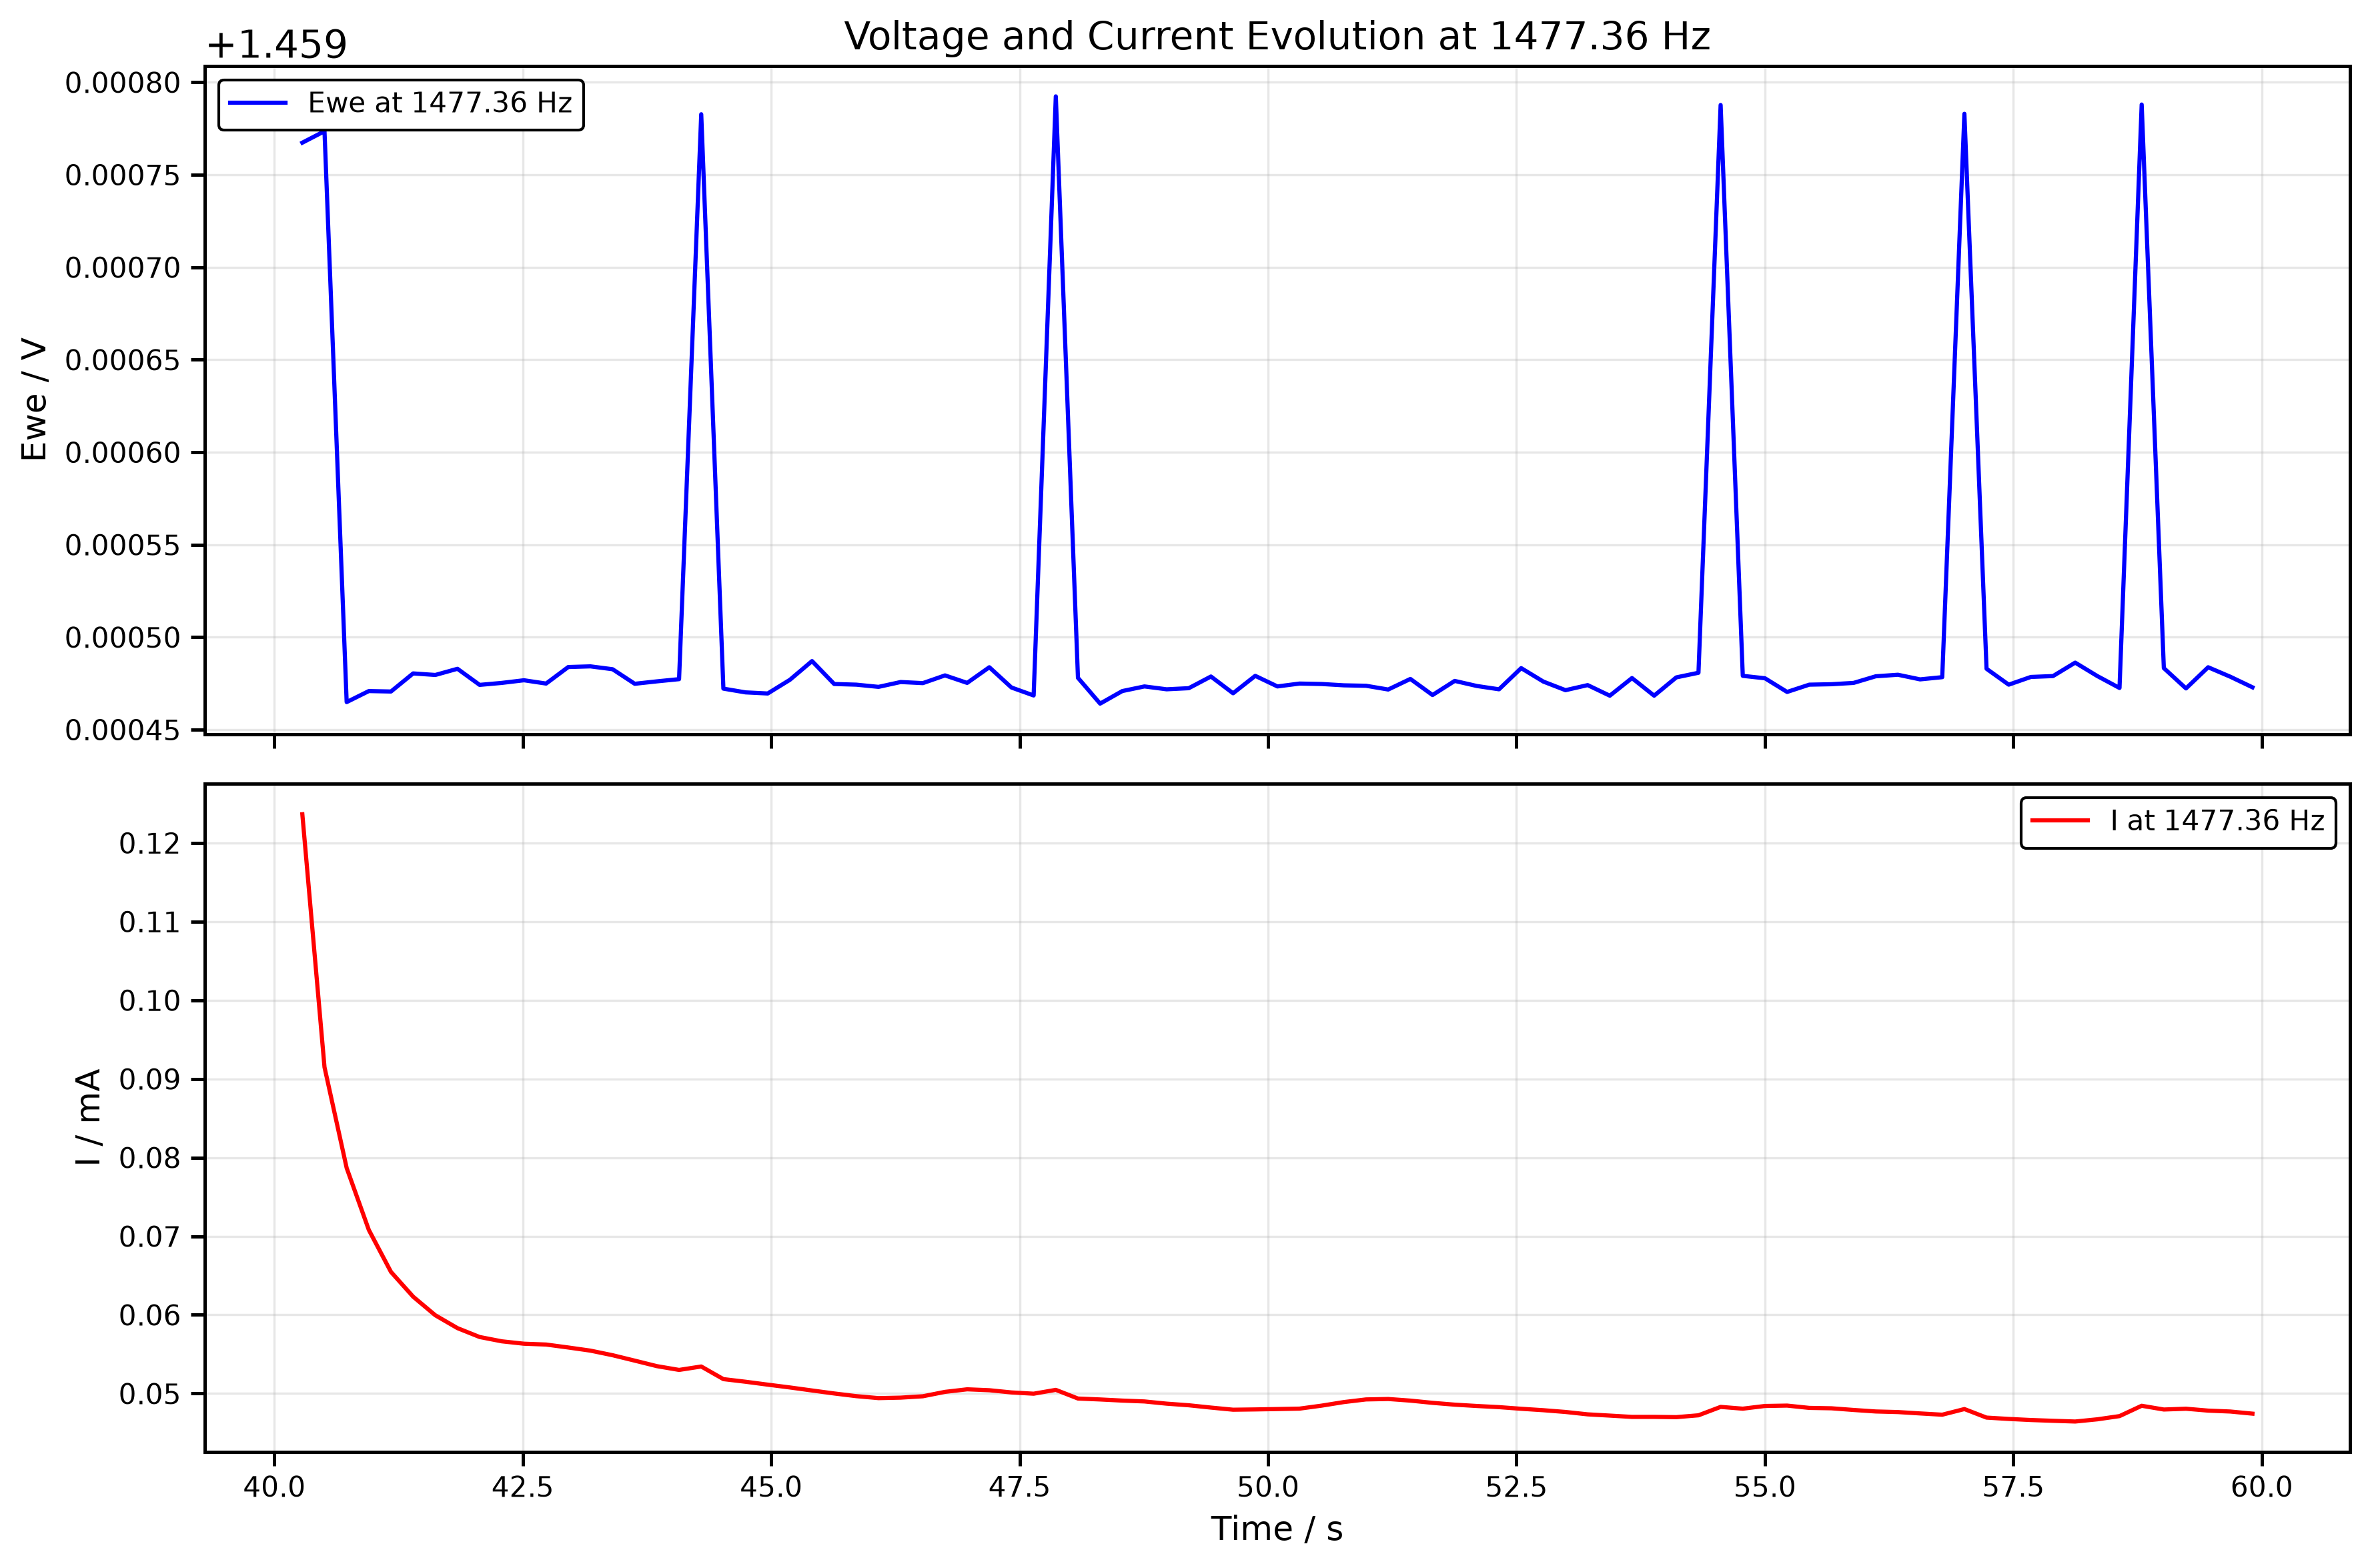 Voltage and Current Evolution at 1477.36 Hz
+1.459
Ewe at 1477.36 Hz
Ewe / V
0.00080
0.00075
0.00070
0.00065
0.00060
0.00055
0.00050
0.00045
I at 1477.36 Hz
I / mA
0.12
0.11
0.10
0.09
0.08
0.07
0.06
0.05
40.0 42.5 45.0 47.5 50.0 52.5 55.0 57.5 60.0
Time / s